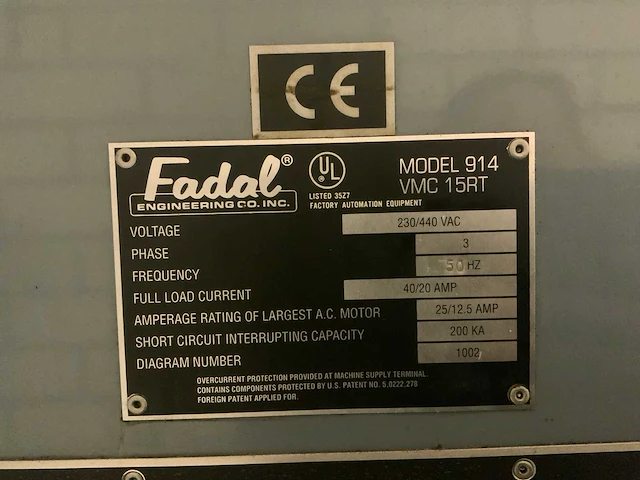 CE
Fadal®
ENGINEERING CO. INC.
UL ®
LISTED 35Z7
FACTORY AUTOMATION EQUIPMENT
MODEL 914
VMC 15RT
VOLTAGE 230/440 VAC
PHASE 3
FREQUENCY 50 HZ
FULL LOAD CURRENT 40/20 AMP
AMPERAGE RATING OF LARGEST A.C. MOTOR 25/12.5 AMP
SHORT CIRCUIT INTERRUPTING CAPACITY 200 KA
DIAGRAM NUMBER 1002
OVERCURRENT PROTECTION PROVIDED AT MACHINE SUPPLY TERMINAL.
CONTAINS COMPONENTS PROTECTED BY U.S. PATENT NO. 5,0222,278
FOREIGN PATENT APPLIED FOR.